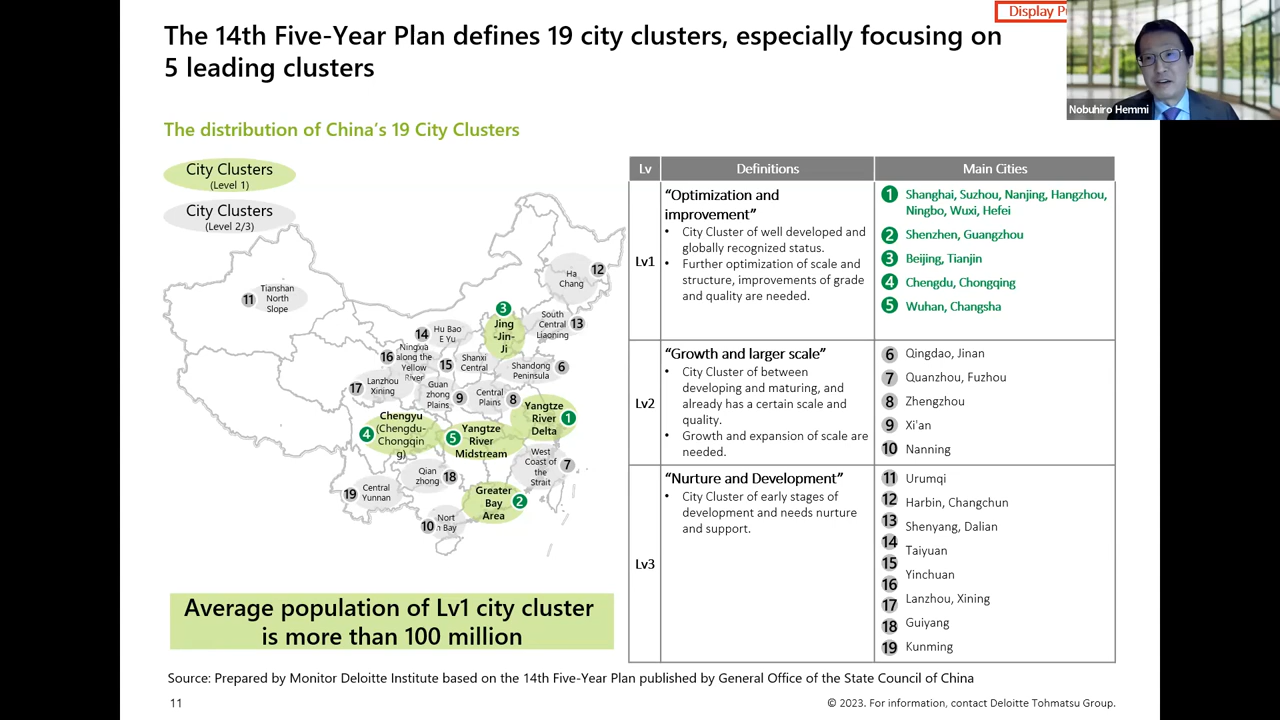 Display P
Nobuhiro Hemmi
The 14th Five-Year Plan defines 19 city clusters, especially focusing on
5 leading clusters
The distribution of China's 19 City Clusters
City Clusters
(Level 1)
City Clusters
(Level 2/3)
Ha
Chang
12
11
Tianshan
North
Slope
3
Jing
-Jin-
Ji
South
Central
Liaoning
13
14
Hu Bao
E Yu
16
Ningxia
along the
Yellow
River
15
Shanxi
Central
Shandong
Peninsula
6
17
Lanzhou
Xining
Guan
zhong
Plains
9
Central
Plains
8
Yangtze
River
Delta
1
4
Chengyu
(Chengdu-
Chongqin
g)
5
Yangtze
River
Midstream
West
Coast of
the
Strait
7
Qian
zhong
18
19
Central
Yunnan
Greater
Bay
Area
2
10
Nort
n Bay
Average population of Lv1 city cluster
is more than 100 million
Lv
Definitions
Main Cities
Lv1
“Optimization and
improvement”
• City Cluster of well developed and
globally recognized status.
• Further optimization of scale and
structure, improvements of grade
and quality are needed.
1 Shanghai, Suzhou, Nanjing, Hangzhou,
Ningbo, Wuxi, Hefei
2 Shenzhen, Guangzhou
3 Beijing, Tianjin
4 Chengdu, Chongqing
5 Wuhan, Changsha
Lv2
“Growth and larger scale”
• City Cluster of between
developing and maturing, and
already has a certain scale and
quality.
• Growth and expansion of scale are
needed.
6 Qingdao, Jinan
7 Quanzhou, Fuzhou
8 Zhengzhou
9 Xi'an
10 Nanning
Lv3
“Nurture and Development”
• City Cluster of early stages of
development and needs nurture
and support.
11 Urumqi
12 Harbin, Changchun
13 Shenyang, Dalian
14 Taiyuan
15 Yinchuan
16 Lanzhou, Xining
17
18 Guiyang
19 Kunming
Source: Prepared by Monitor Deloitte Institute based on the 14th Five-Year Plan published by General Office of the State Council of China
11
© 2023. For information, contact Deloitte Tohmatsu Group.